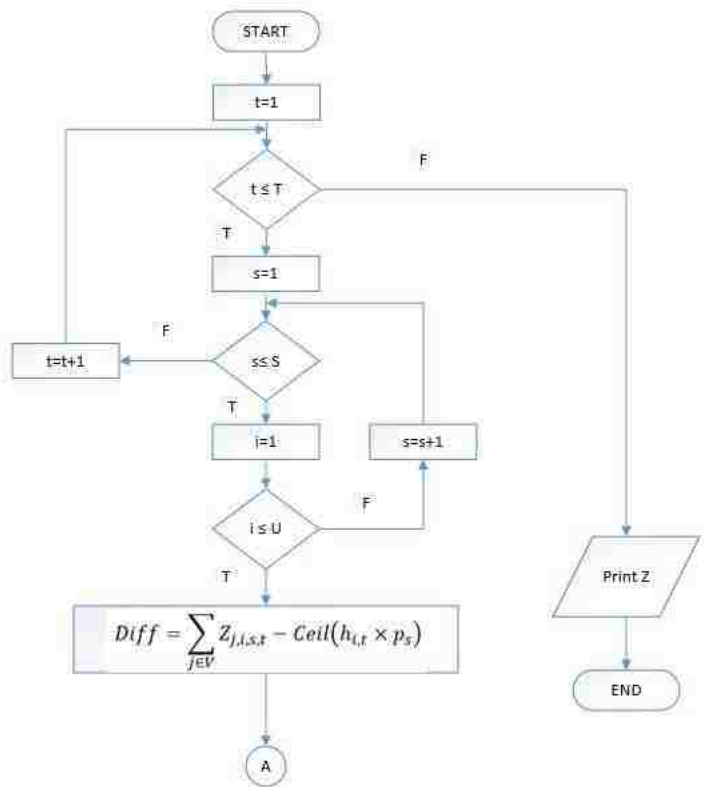 START
t=1
t ≤ T
F
T
s=1
s≤ S
F
t=t+1
T
i=1
s=s+1
i ≤ U
F
T
Diff = ∑_{j∈V} Z_{j,i,s,t} − Ceil(h_{i,t} × p_s)
Print Z
END
A